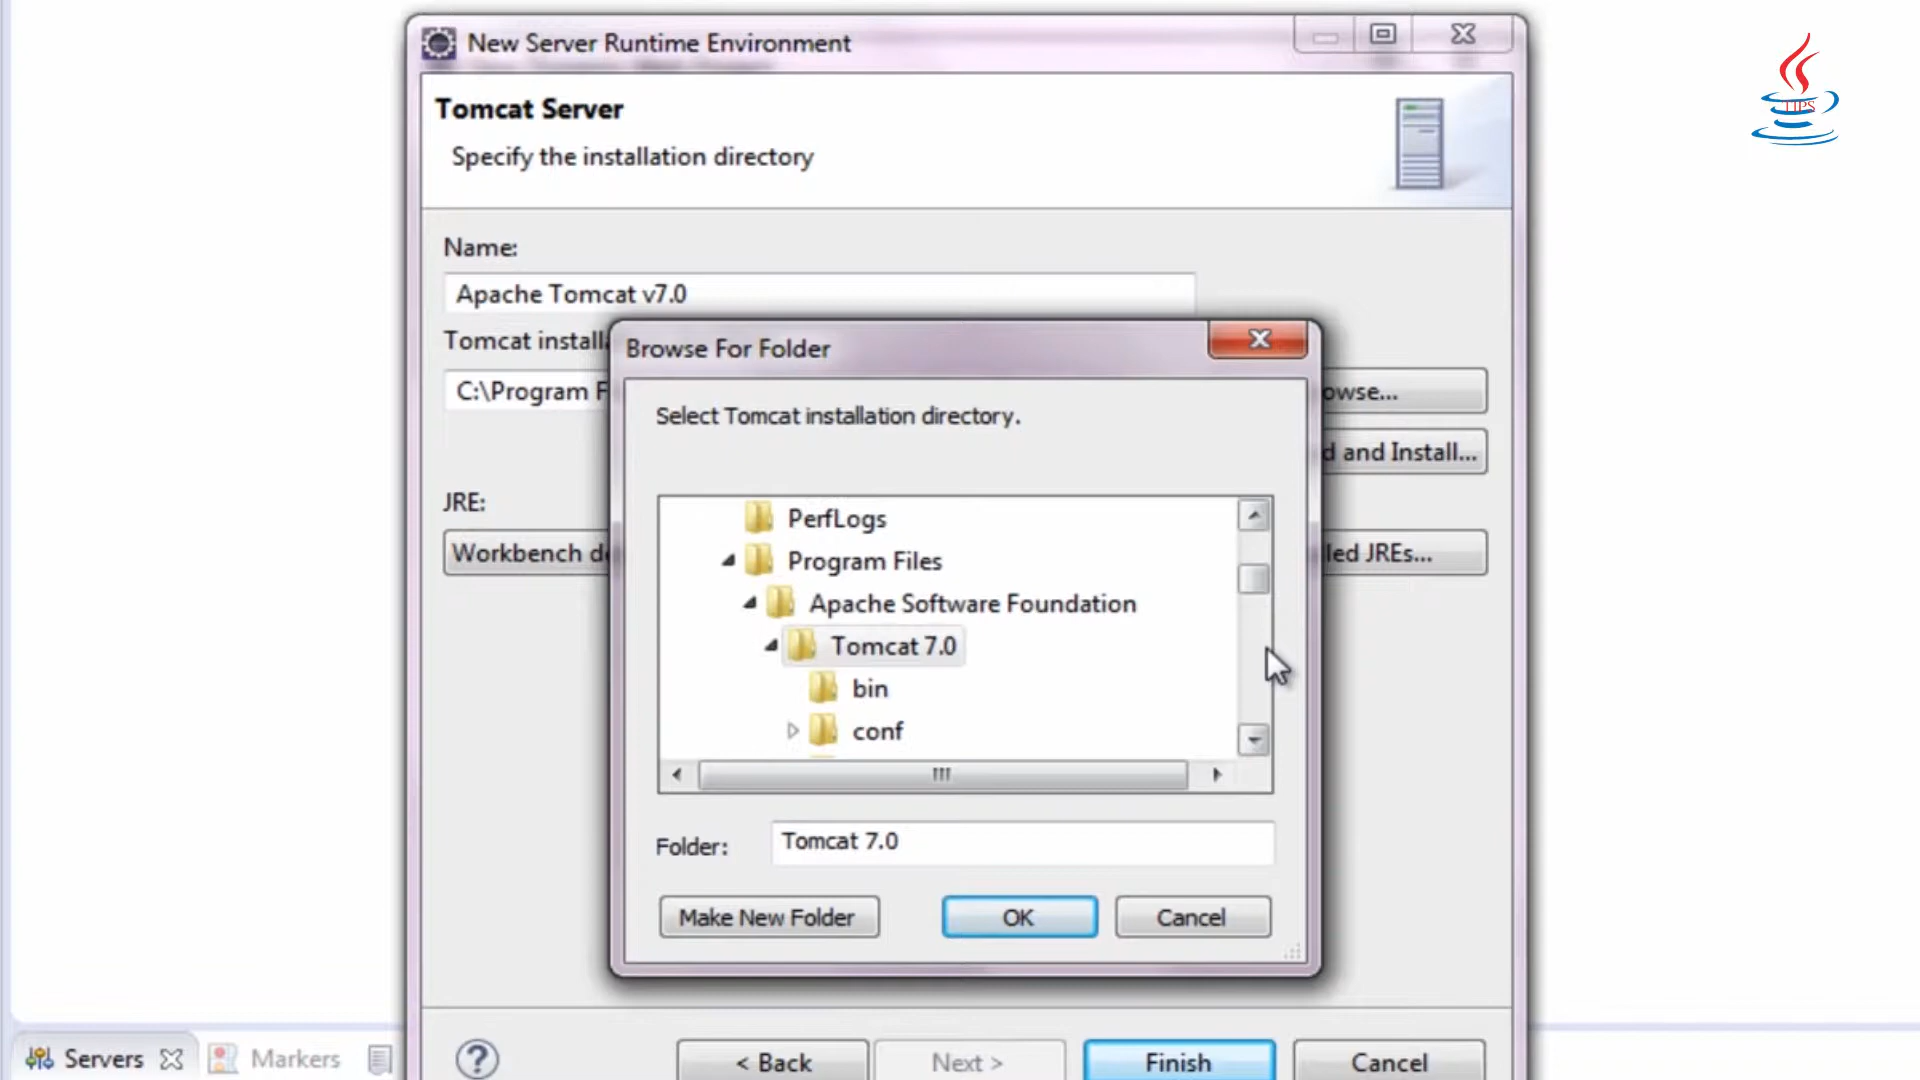 New Server Runtime Environment
TIPS
Tomcat Server
Specify the installation directory
Name:
Apache Tomcat v7.0
Tomcat install
Browse For Folder
C:\Program F
owse...
Select Tomcat installation directory.
d and Install...
JRE:
PerfLogs
Workbench de
Program Files
led JREs...
Apache Software Foundation
Tomcat 7.0
bin
conf
Folder: Tomcat 7.0
Make New Folder OK Cancel
Servers Markers ? < Back Next > Finish Cancel